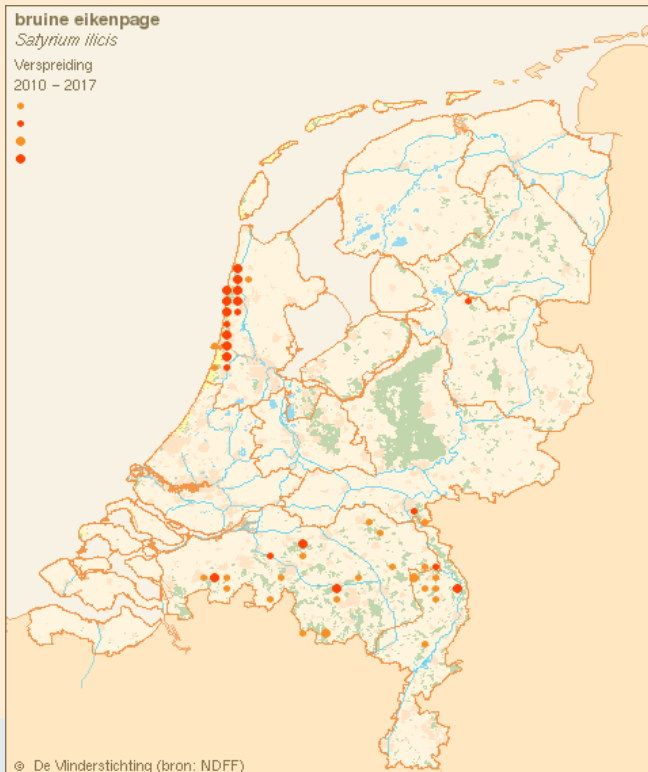 bruine eikenpage
Satyrium ilicis
Verspreiding
2010 – 2017
© De Vlinderstichting (bron: NDFF)